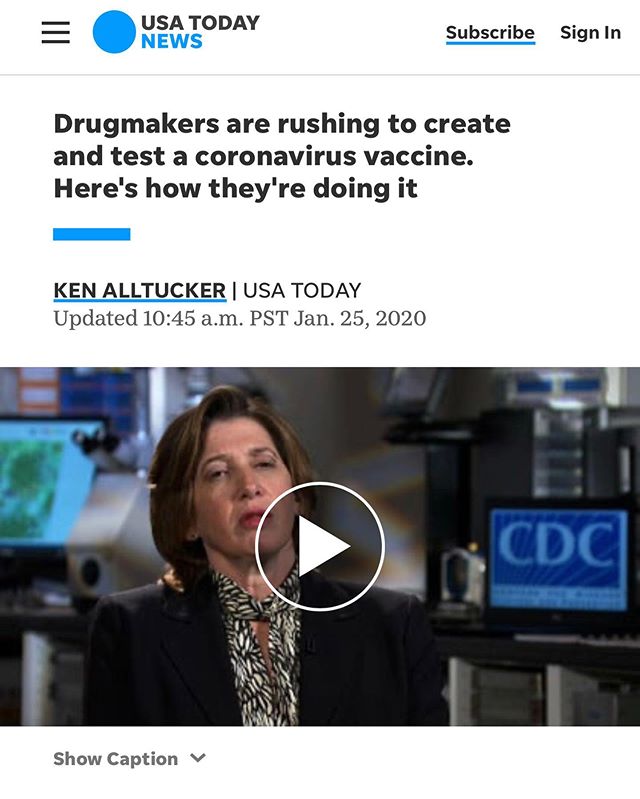 USA TODAY
NEWS
Subscribe
Sign In
Drugmakers are rushing to create
and test a coronavirus vaccine.
Here's how they're doing it
KEN ALLTUCKER | USA TODAY
Updated 10:45 a.m. PST Jan. 25, 2020
CDC
Show Caption